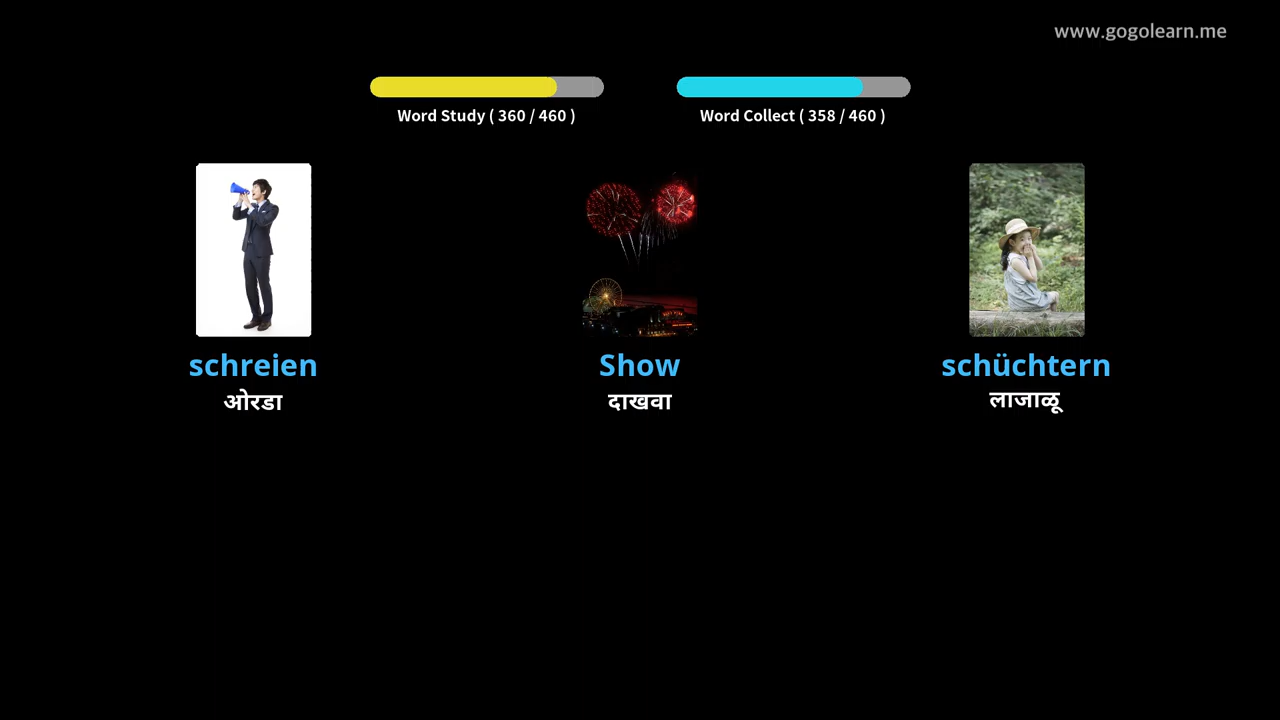 www.gogolearn.me
Word Study ( 360 / 460 )
Word Collect ( 358 / 460 )
schreien
Show
schüchtern
ओरडा
दाखवा
लाजाळू